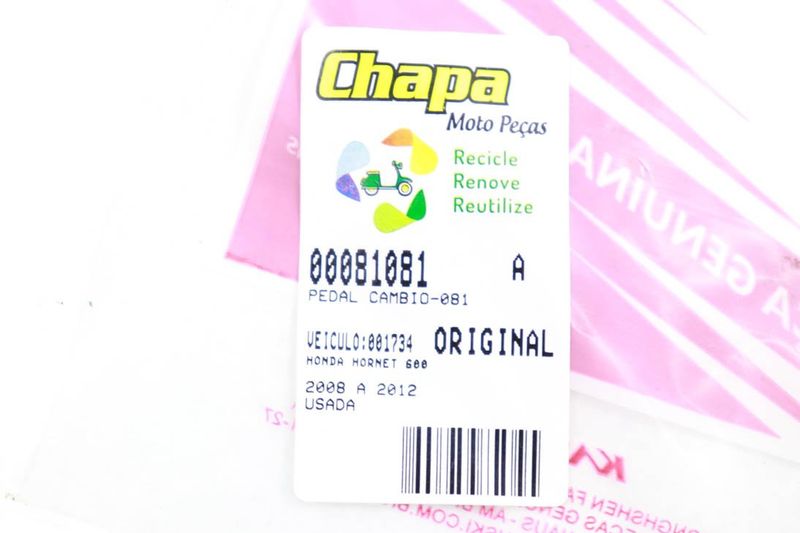 Chapa
Moto Peças
Recicle
Renove
Reutilize
00081081 A
PEDAL CAMBIO-081
VEICULO:001734 ORIGINAL
HONDA HORNET 600
2008 A 2012
USADA
GENUÍNA